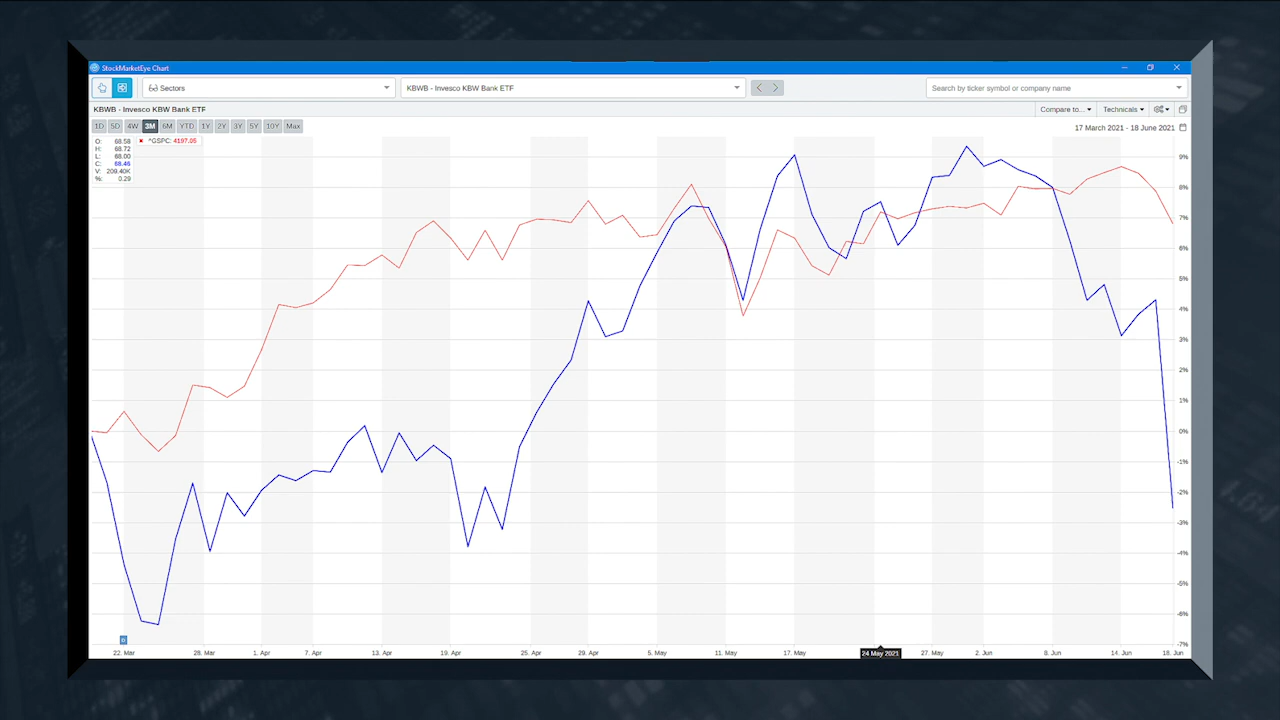 StockMarketEye Chart
Sectors
KBWB - Invesco KBW Bank ETF
Search by ticker symbol or company name
KBWB - Invesco KBW Bank ETF
Compare to...
Technicals
1D 5D 4W 3M 6M YTD 1Y 2Y 3Y 5Y 10Y Max
17 March 2021 - 18 June 2021
O: 68.58
^GSPC: 4197.05
H: 68.72
L: 68.00
C: 68.46
V: 209.40K
%: 0.29
9%
8%
7%
6%
5%
4%
3%
2%
1%
0%
-1%
-2%
-3%
-4%
-5%
-6%
-7%
D
22. Mar 28. Mar 1. Apr 7. Apr 13. Apr 19. Apr 25. Apr 29. Apr 5. May 11. May 17. May 24 May 2021 27. May 2. Jun 8. Jun 14. Jun 18. Jun